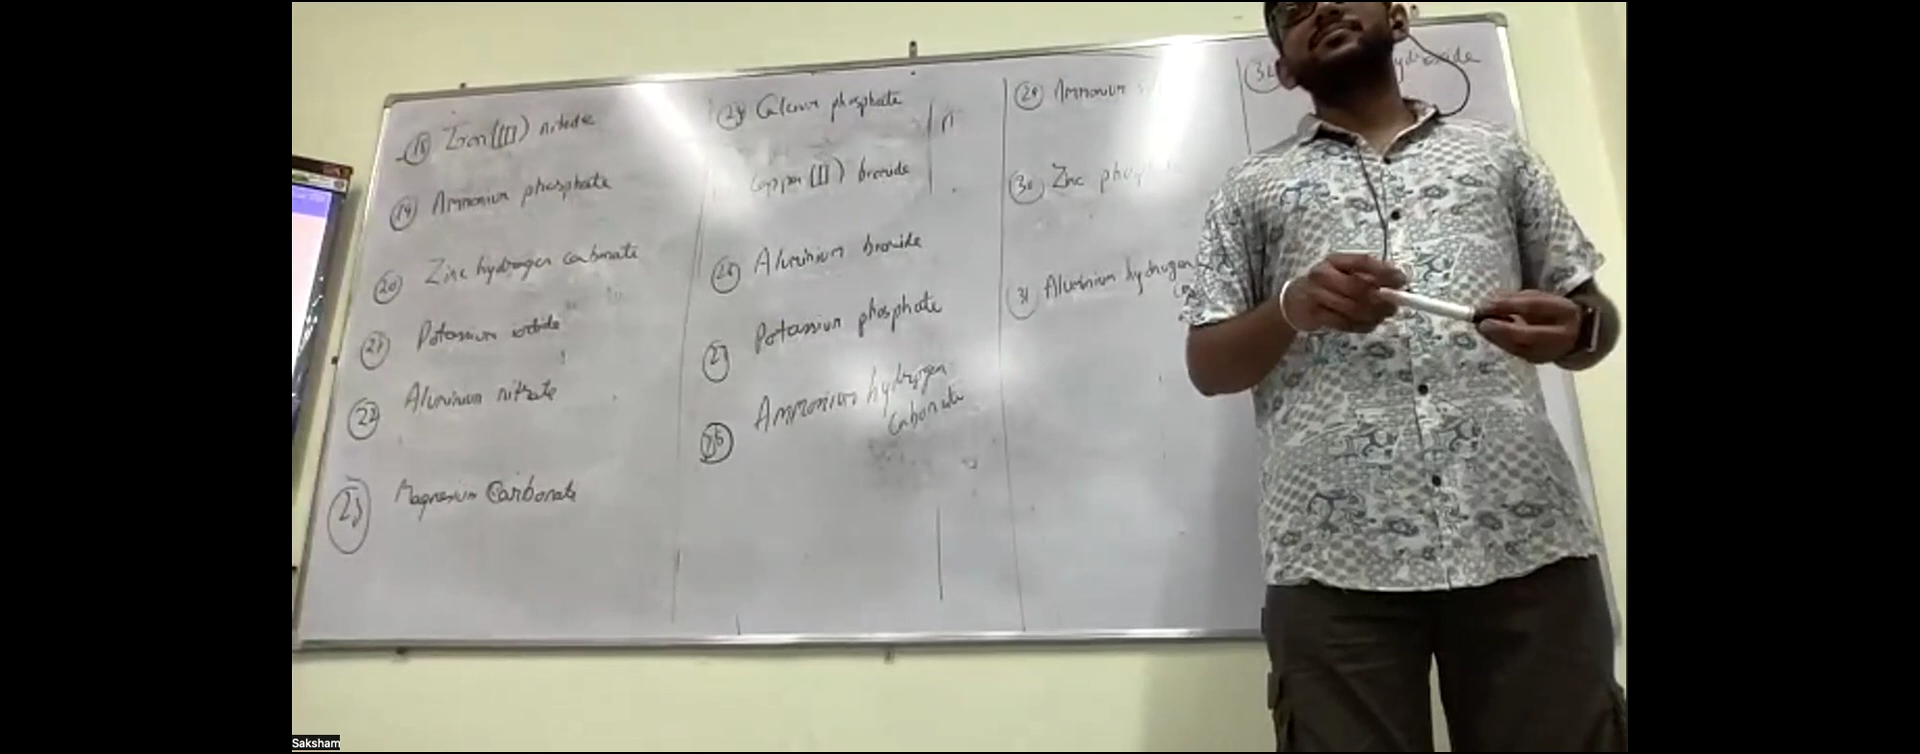 18 Iron (III) nitride
19 Ammonium phosphate
20 Zinc hydrogen carbonate
21 Potassium iodide
22 Aluminium nitrate
23 Magnesium Carbonate
24 Calcium phosphate
Copper (II) bromide
26 Aluminium bromide
27 Potassium phosphate
Ammonium hydrogen
Carbonate
29 Ammonium
30 Zinc
31 Aluminium hydrogen
Saksham